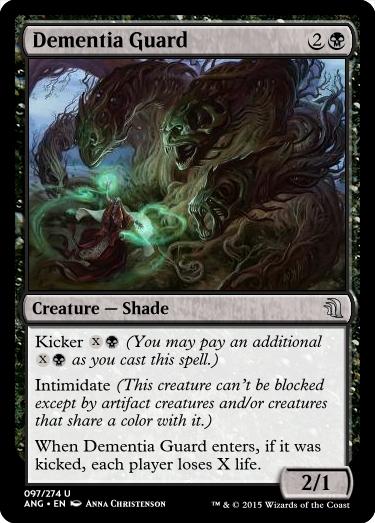 Dementia Guard 2
Creature — Shade
Kicker X (You may pay an additional
X as you cast this spell.)
Intimidate (This creature can't be blocked
except by artifact creatures and/or creatures
that share a color with it.)
When Dementia Guard enters, if it was
kicked, each player loses X life.
2/1
097/274 U
ANG • EN Anna Christenson
™ & © 2015 Wizards of the Coast